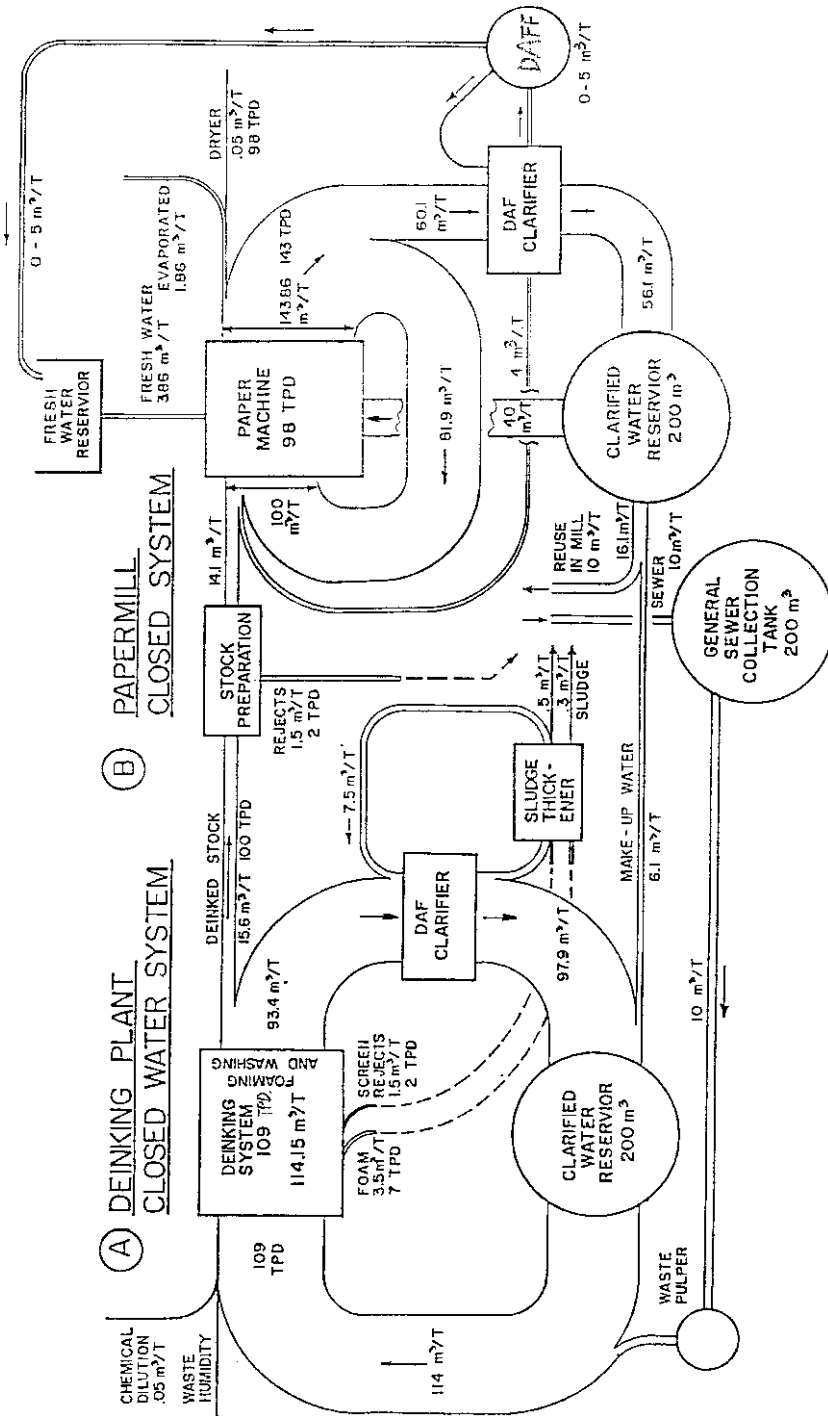 A
DEINKING PLANT
CLOSED WATER SYSTEM
B
PAPERMILL
CLOSED SYSTEM
CHEMICAL
DILUTION
.05 m³/T
WASTE
HUMIDITY
109
TPD
DEINKING
SYSTEM
109 TPD.
114.15 m³/T
FOAMING
AND WASHING
FOAM
3.5 m³/T
7 TPD
SCREEN
REJECTS
1.5 m³/T
2 TPD
114 m³/T
CLARIFIED
WATER
RESERVIOR
200 m³
WASTE
PULPER
DEINKED STOCK
15.6 m³/T 100 TPD
93.4 m³/T
DAF
CLARIFIER
7.5 m³/T
97.9 m³/T
SLUDGE
THICK-
ENER
.5 m³/T
.3 m³/T
SLUDGE
MAKE-UP WATER
6.1 m³/T
10 m³/T
STOCK
PREPARATION
REJECTS
1.5 m³/T
2 TPD
14.1 m³/T
100
m³/T
PAPER
MACHINE
98 TPD
FRESH
WATER
RESERVIOR
FRESH WATER
3.86 m³/T
EVAPORATED
1.86 m³/T
DRYER
.05 m³/T
98 TPD
0-5 m³/T
143.86 143 TPD
m³/T
81.9 m³/T
60.1
m³/T
DAF
CLARIFIER
DAFF
0-5 m³/T
4 m³/T
40
m³/T
56.1 m³/T
CLARIFIED
WATER
RESERVIOR
200 m³
REUSE
IN MILL
10 m³/T
16.1 m³/T
SEWER
10 m³/T
GENERAL
SEWER
COLLECTION
TANK
200 m³